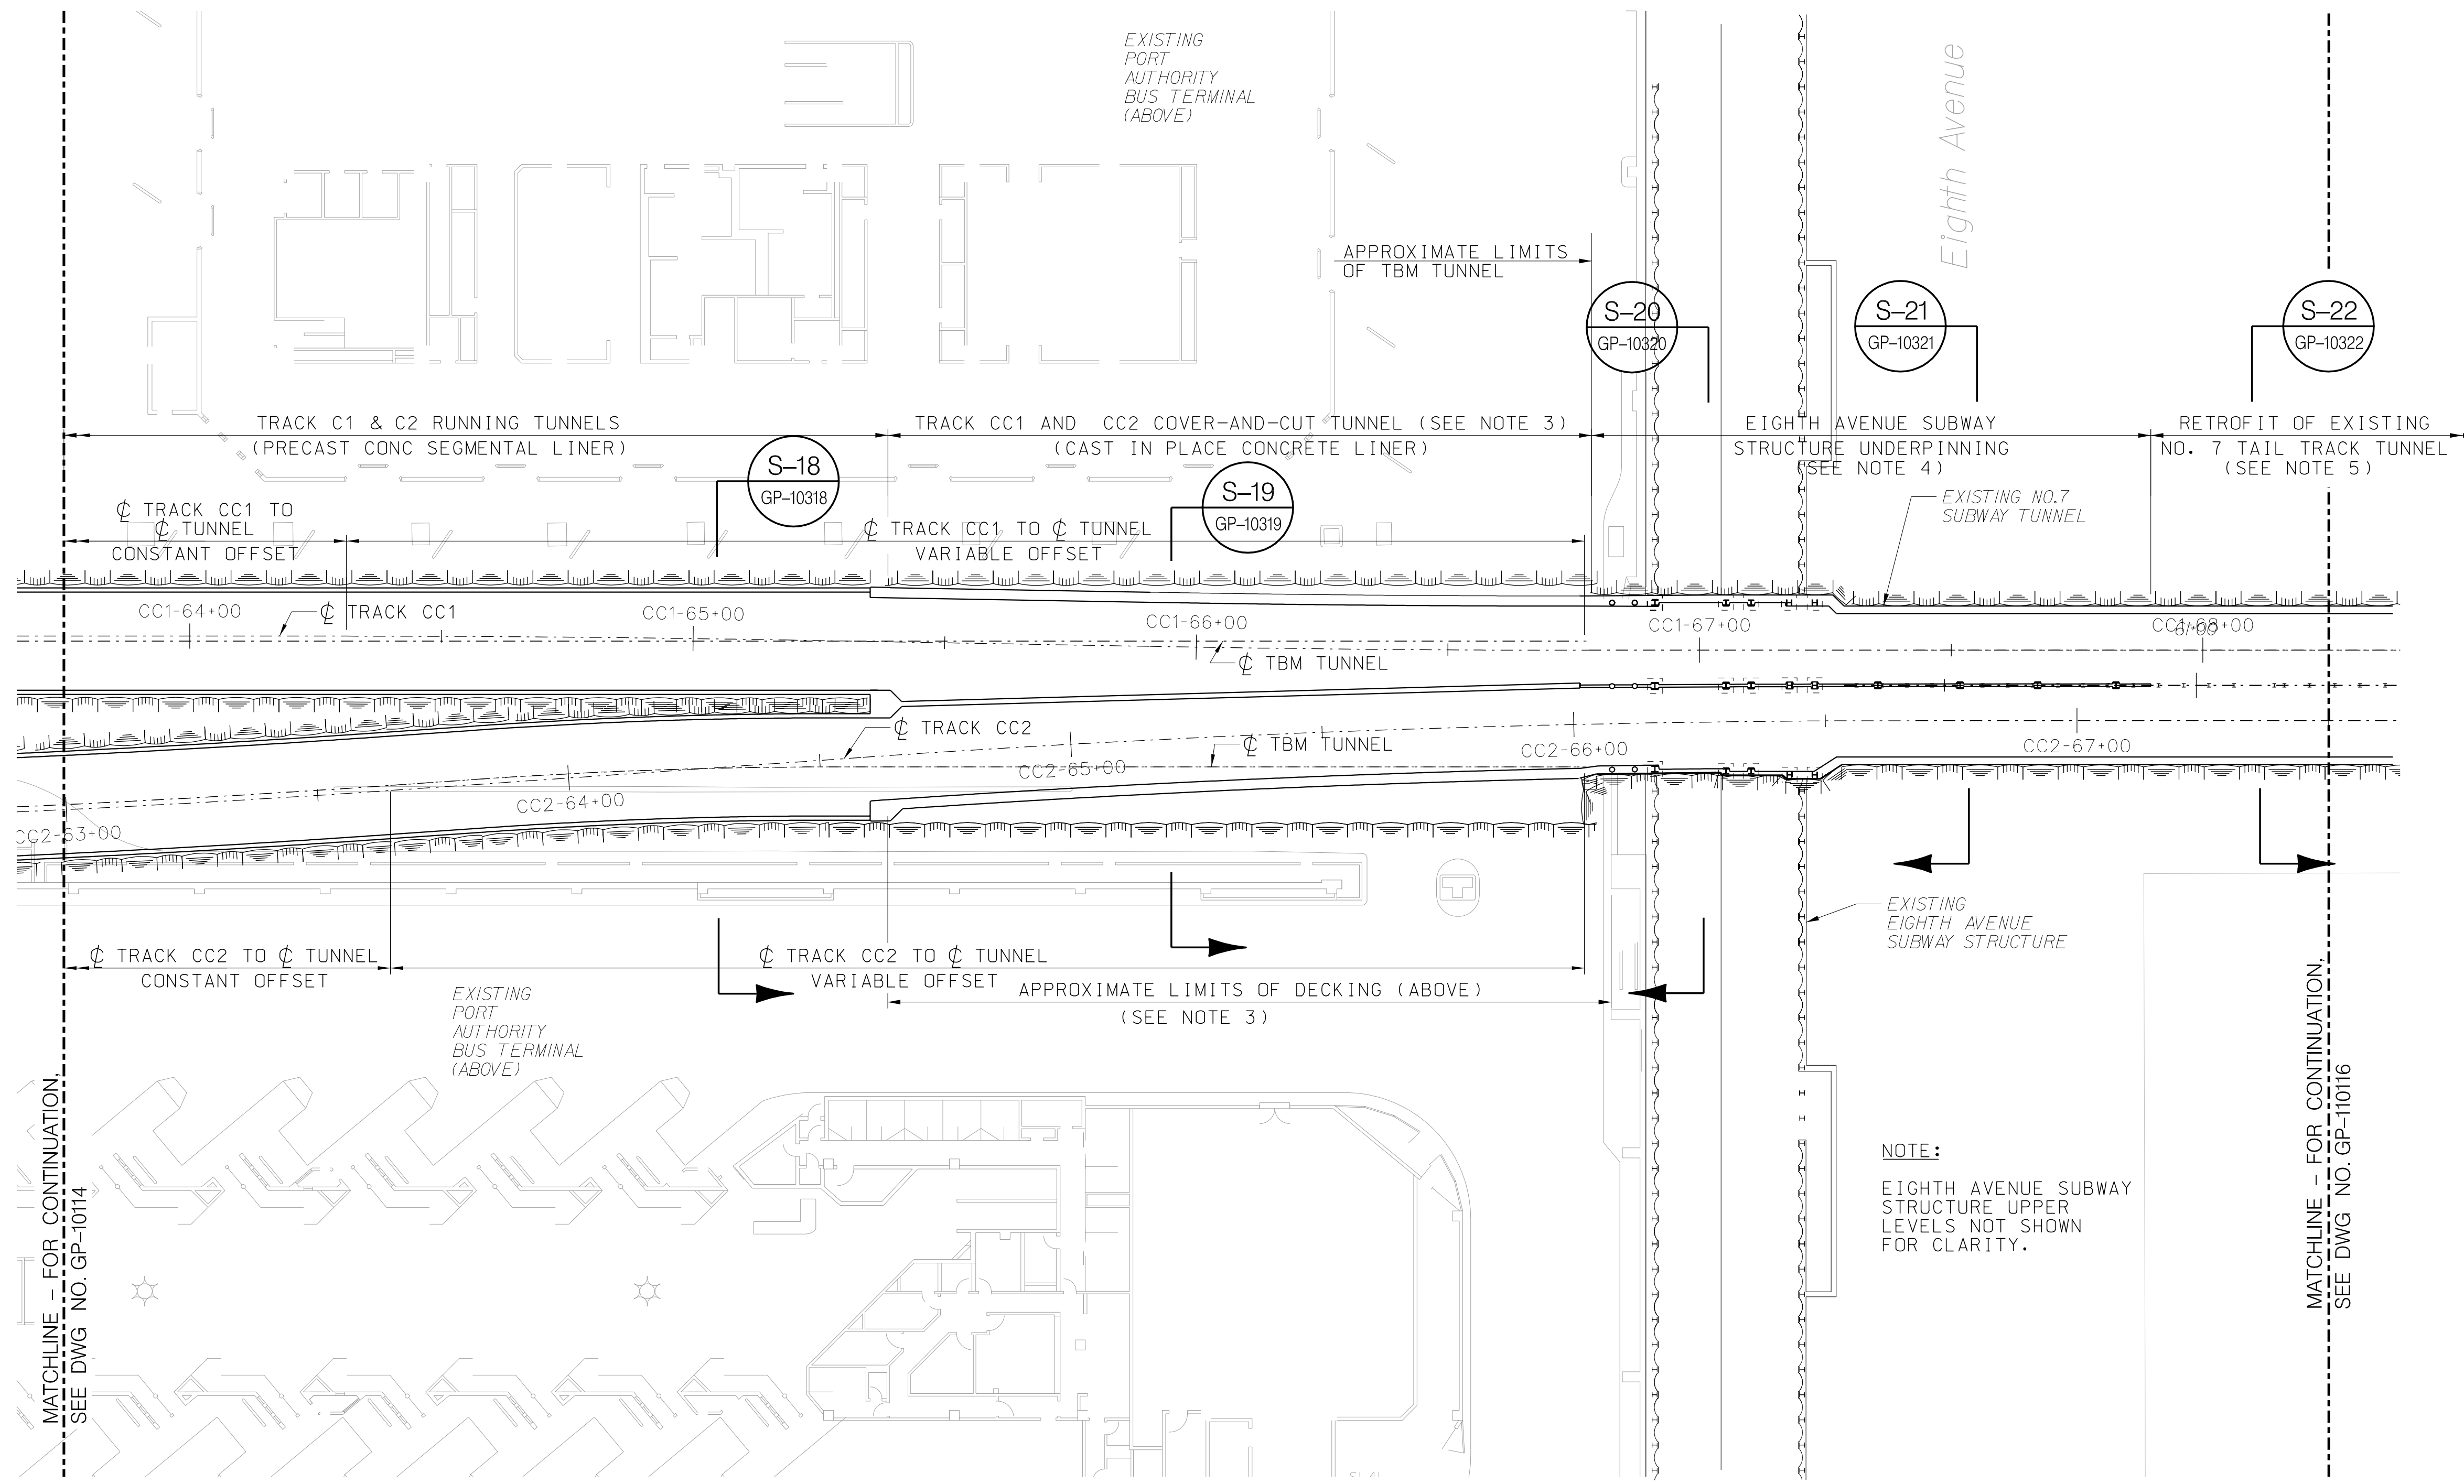 EXISTING
PORT
AUTHORITY
BUS TERMINAL
(ABOVE)
Eighth Avenue
APPROXIMATE LIMITS
OF TBM TUNNEL
S-20
GP-10320
S-21
GP-10321
S-22
GP-10322
TRACK C1 & C2 RUNNING TUNNELS
(PRECAST CONC SEGMENTAL LINER)
TRACK CC1 AND CC2 COVER-AND-CUT TUNNEL (SEE NOTE 3)
(CAST IN PLACE CONCRETE LINER)
EIGHTH AVENUE SUBWAY
STRUCTURE UNDERPINNING
(SEE NOTE 4)
RETROFIT OF EXISTING
NO. 7 TAIL TRACK TUNNEL
(SEE NOTE 5)
S-18
GP-10318
S-19
GP-10319
EXISTING NO.7
SUBWAY TUNNEL
℄ TRACK CC1 TO
℄ TUNNEL
CONSTANT OFFSET
℄ TRACK CC1 TO ℄ TUNNEL
VARIABLE OFFSET
CC1-64+00
℄ TRACK CC1
CC1-65+00
CC1-66+00
CC1-67+00
CC1-68+00
℄ TBM TUNNEL
℄ TRACK CC2
℄ TBM TUNNEL
CC2-63+00
CC2-64+00
CC2-65+00
CC2-66+00
CC2-67+00
EXISTING
EIGHTH AVENUE
SUBWAY STRUCTURE
℄ TRACK CC2 TO ℄ TUNNEL
CONSTANT OFFSET
℄ TRACK CC2 TO ℄ TUNNEL
VARIABLE OFFSET
APPROXIMATE LIMITS OF DECKING (ABOVE)
(SEE NOTE 3)
EXISTING
PORT
AUTHORITY
BUS TERMINAL
(ABOVE)
MATCHLINE - FOR CONTINUATION,
SEE DWG NO. GP-10114
NOTE:
EIGHTH AVENUE SUBWAY
STRUCTURE UPPER
LEVELS NOT SHOWN
FOR CLARITY.
MATCHLINE - FOR CONTINUATION,
SEE DWG NO. GP-110116